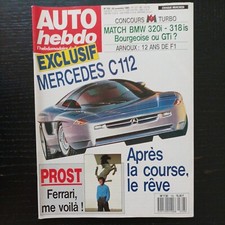 AUTO
hebdo
CONCOURS M TURBO
MATCH BMW 320i - 318is
Bourgeoise ou GTi ?
ARNOUX : 12 ANS DE F1
EXCLUSIF
MERCEDES C 112
Après
la course,
le rêve
PROST
Ferrari,
me voilà !